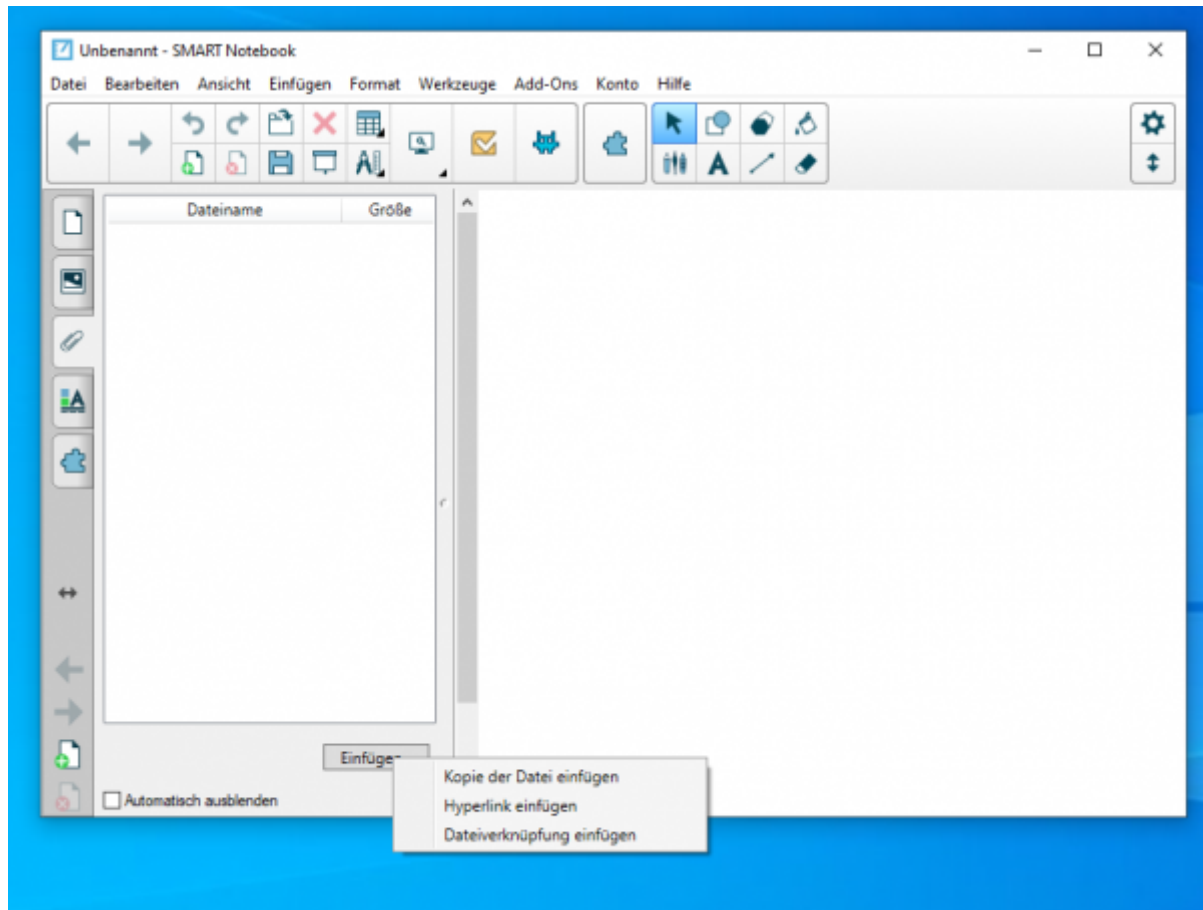 Unbenannt - SMART Notebook
Datei Bearbeiten Ansicht Einfügen Format Werkzeuge Add-Ons Konto Hilfe
Dateiname Größe
Einfügen
Kopie der Datei einfügen
Automatisch ausblenden
Hyperlink einfügen
Dateiverknüpfung einfügen